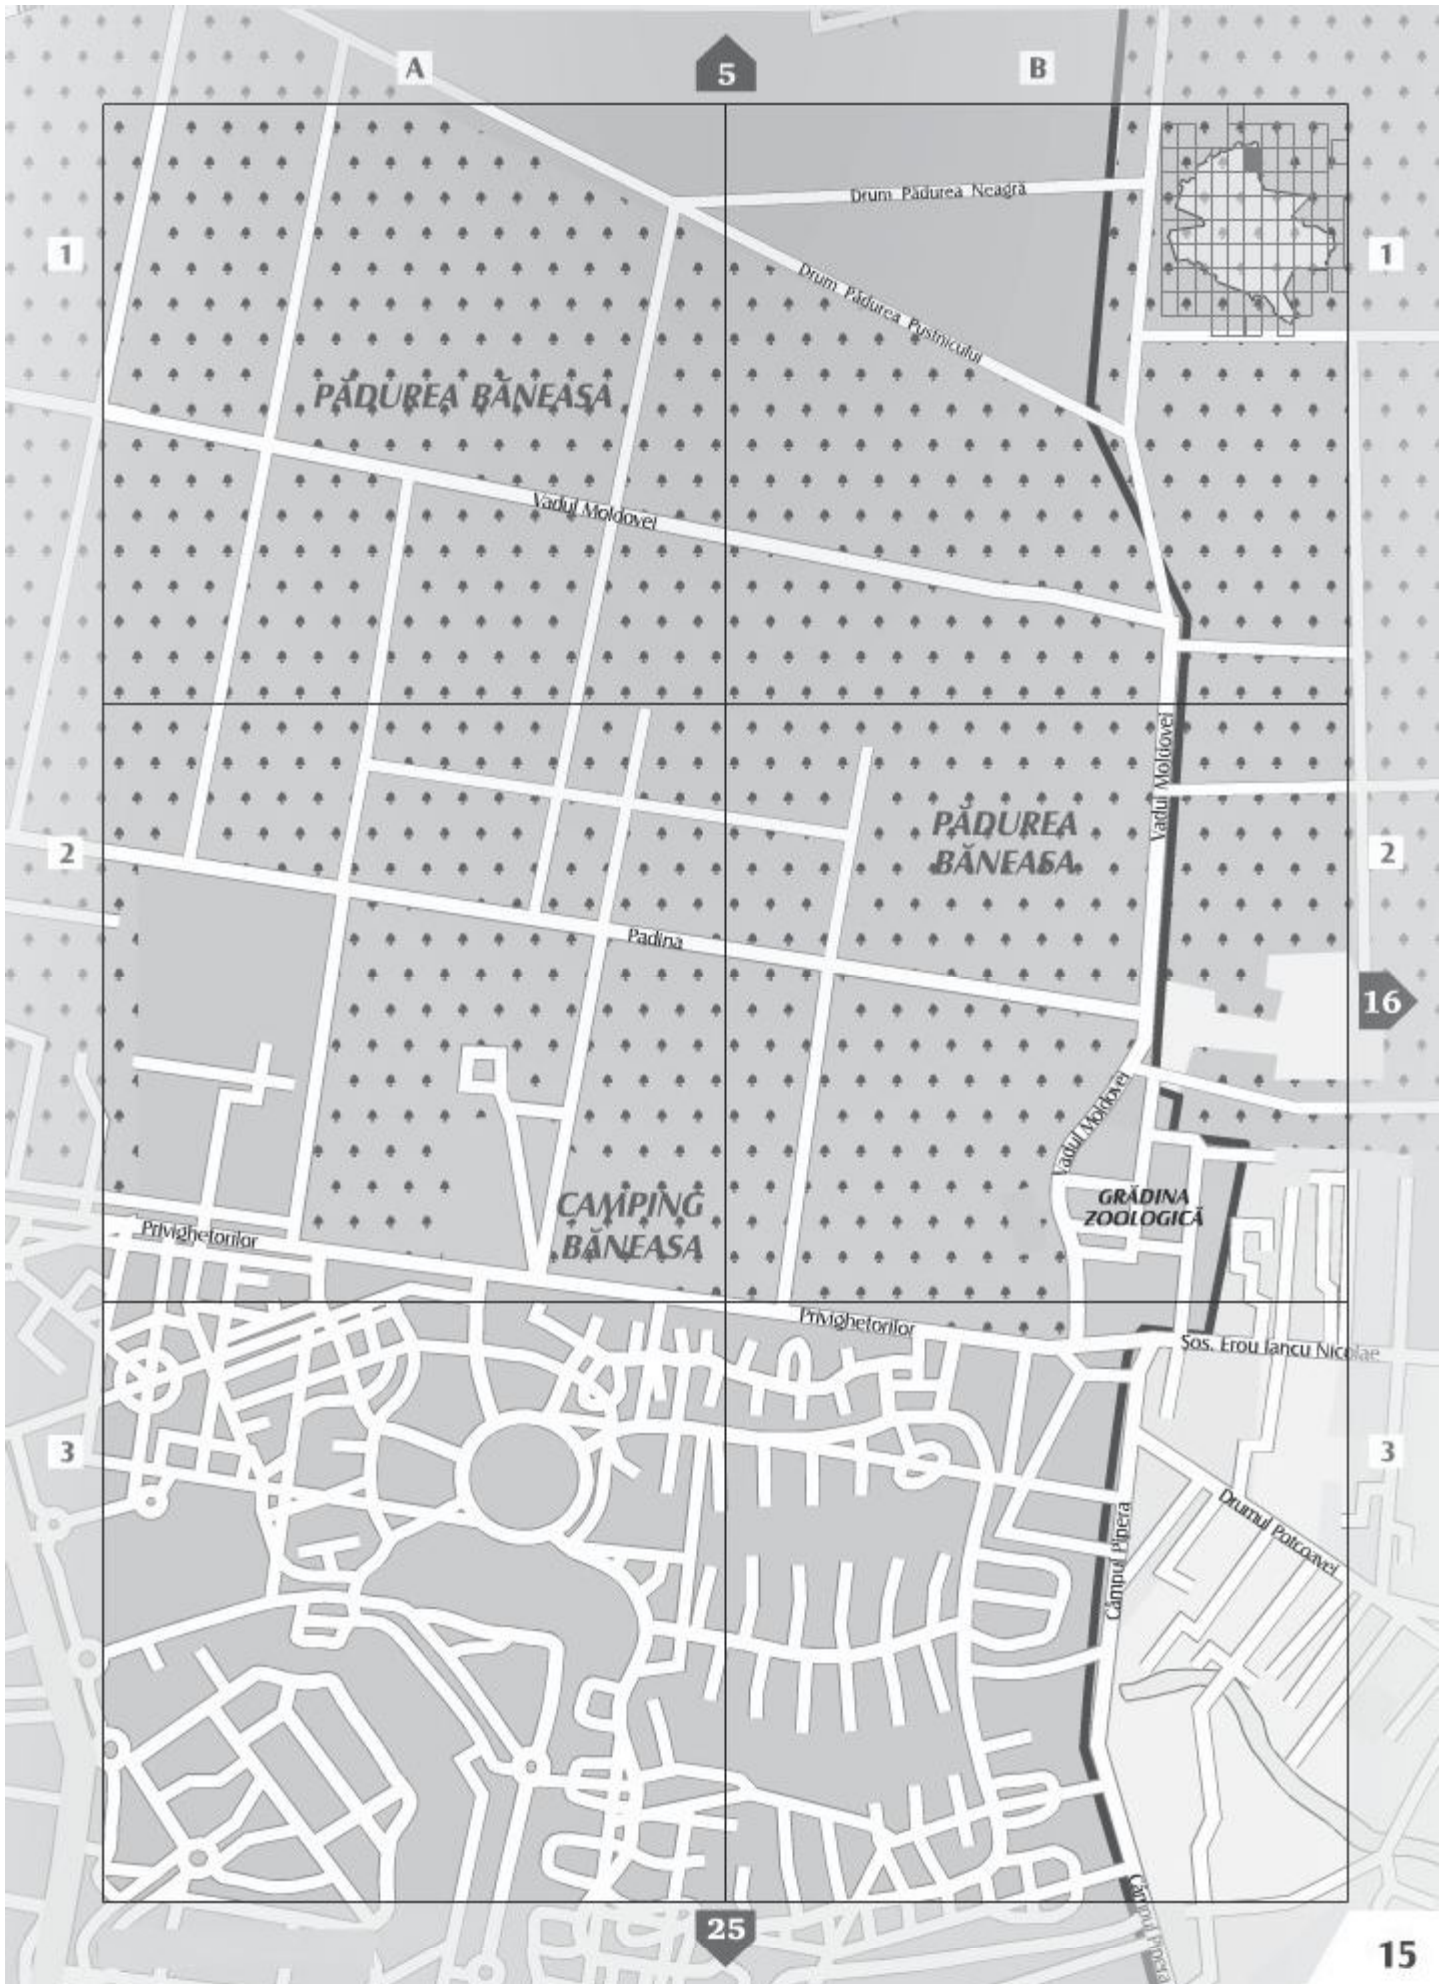 A
5
B
Drum Pădurea Neagră
1
1
Drum Pădurea Pustnicului
PĂDUREA BĂNEASA
Vadul Moldovei
Vadul Moldovei
PĂDUREA
BĂNEASA
2
2
Padina
16
Vadul Moldovei
CAMPING
BĂNEASA
GRĂDINA
ZOOLOGICĂ
Privighetorilor
Privighetorilor
Șos. Erou Iancu Nicolae
3
3
Drumul Potcoavei
Câmpul Pipera
Câmpul Pipera
25
15